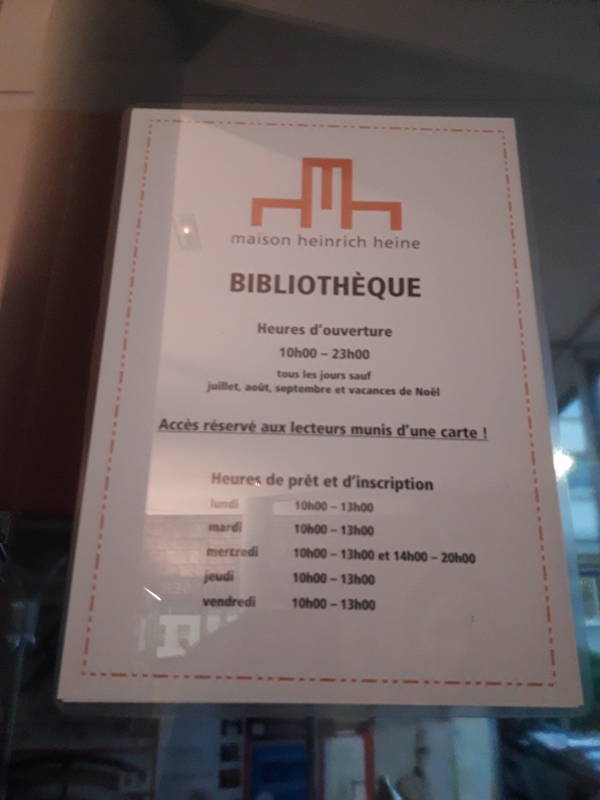 maison heinrich heine
BIBLIOTHÈQUE
Heures d'ouverture
10h00 – 23h00
tous les jours sauf
juillet, août, septembre et vacances de Noël
Accès réservé aux lecteurs munis d'une carte !
Heures de prêt et d'inscription
lundi 10h00 – 13h00
mardi 10h00 – 13h00
mercredi 10h00 – 13h00 et 14h00 – 20h00
jeudi 10h00 – 13h00
vendredi 10h00 – 13h00